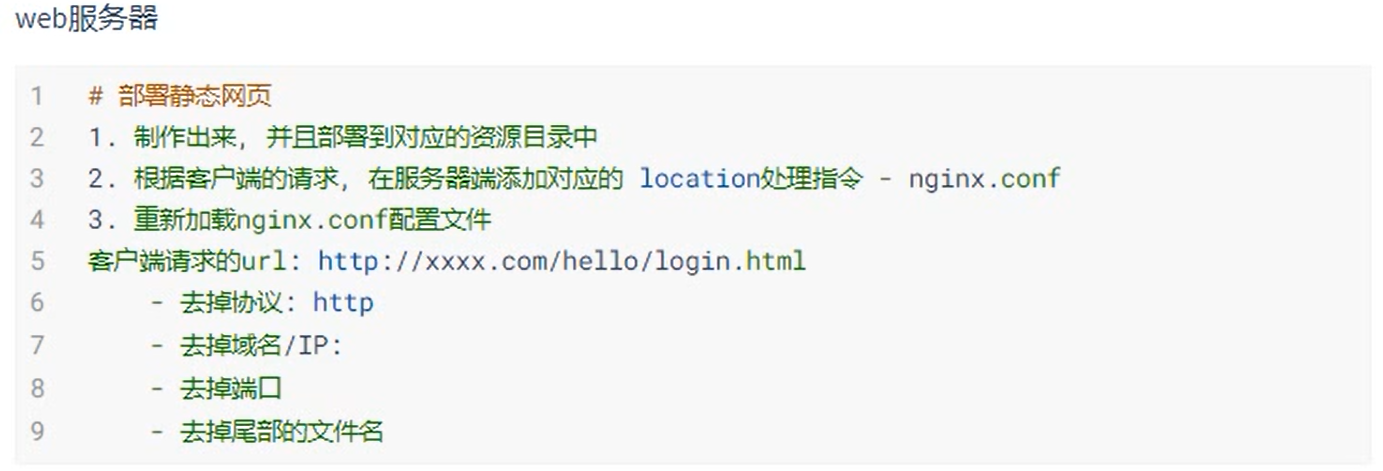 web服务器
1 # 部署静态网页
2 1. 制作出来, 并且部署到对应的资源目录中
3 2. 根据客户端的请求, 在服务器端添加对应的 location处理指令 - nginx.conf
4 3. 重新加载nginx.conf配置文件
5 客户端请求的url: http://xxxx.com/hello/login.html
6 - 去掉协议: http
7 - 去掉域名/IP:
8 - 去掉端口
9 - 去掉尾部的文件名